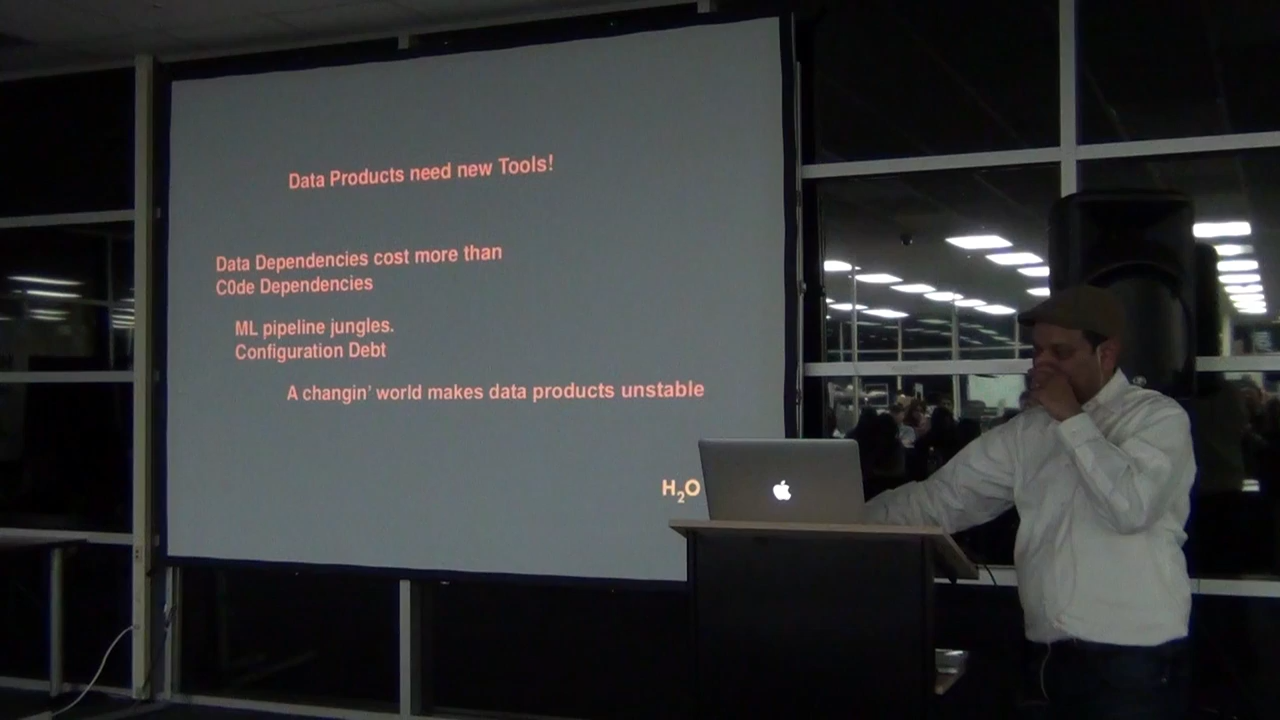 Data Products need new Tools!
Data Dependencies cost more than
C0de Dependencies
ML pipeline jungles.
Configuration Debt
A changin' world makes data products unstable
H2O